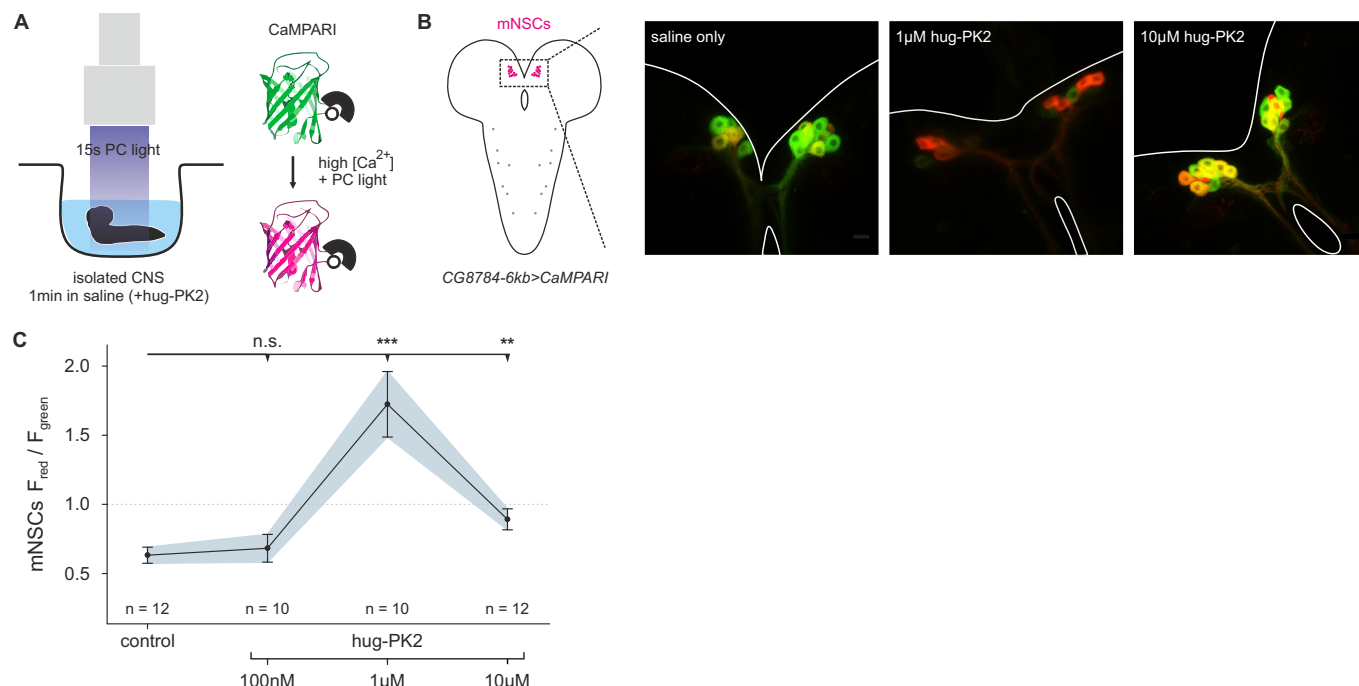 A
15s PC light
isolated CNS
1min in saline (+hug-PK2)
CaMPARI
high [Ca²⁺]
+ PC light
B
mNSCs
CG8784-6kb>CaMPARI
saline only
1µM hug-PK2
10µM hug-PK2
C
n.s.
***
**
mNSCs F_red / F_green
2.0
1.5
1.0
0.5
n = 12
n = 10
n = 10
n = 12
control
hug-PK2
100nM
1µM
10µM